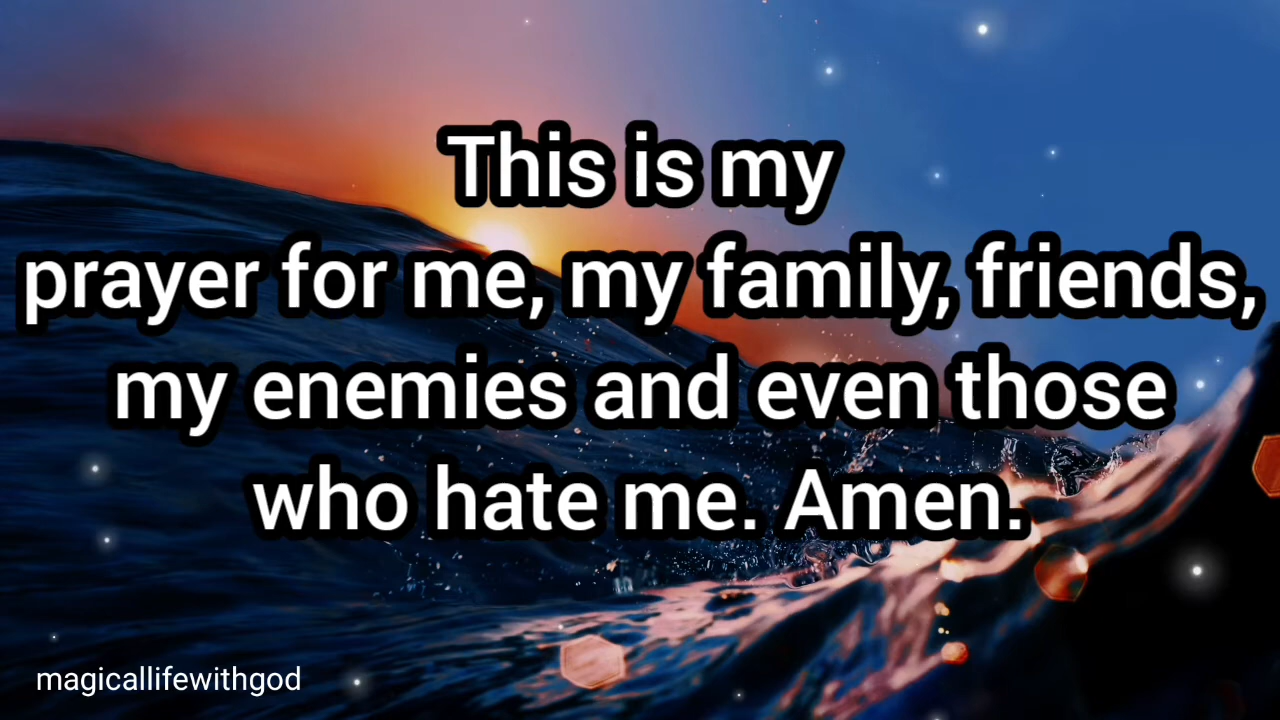 This is my
prayer for me, my family, friends,
my enemies and even those
who hate me. Amen.
magicallifewithgod